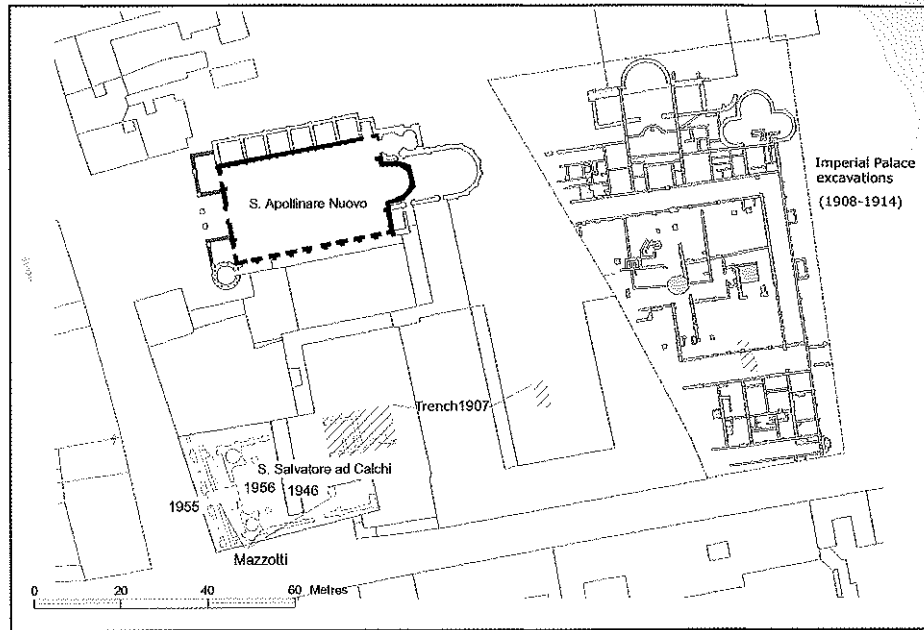 Imperial Palace
excavations
(1908-1914)
S. Apollinare Nuovo
Trench1907
S. Salvatore ad Calchi
1956
1946
1955
Mazzotti
0 20 40 60 Metres